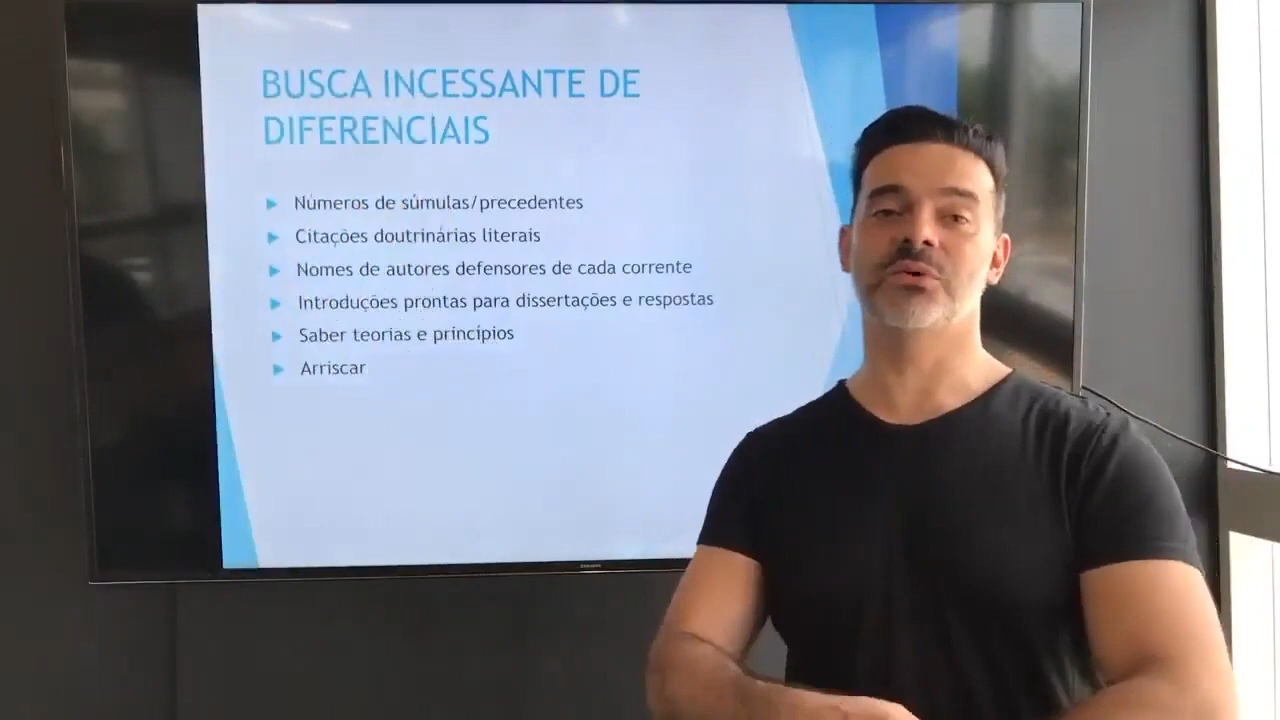 BUSCA INCESSANTE DE
DIFERENCIAIS
Números de súmulas/precedentes
Citações doutrinárias literais
Nomes de autores defensores de cada corrente
Introduções prontas para dissertações e respostas
Saber teorias e princípios
Arriscar
SAMSUNG